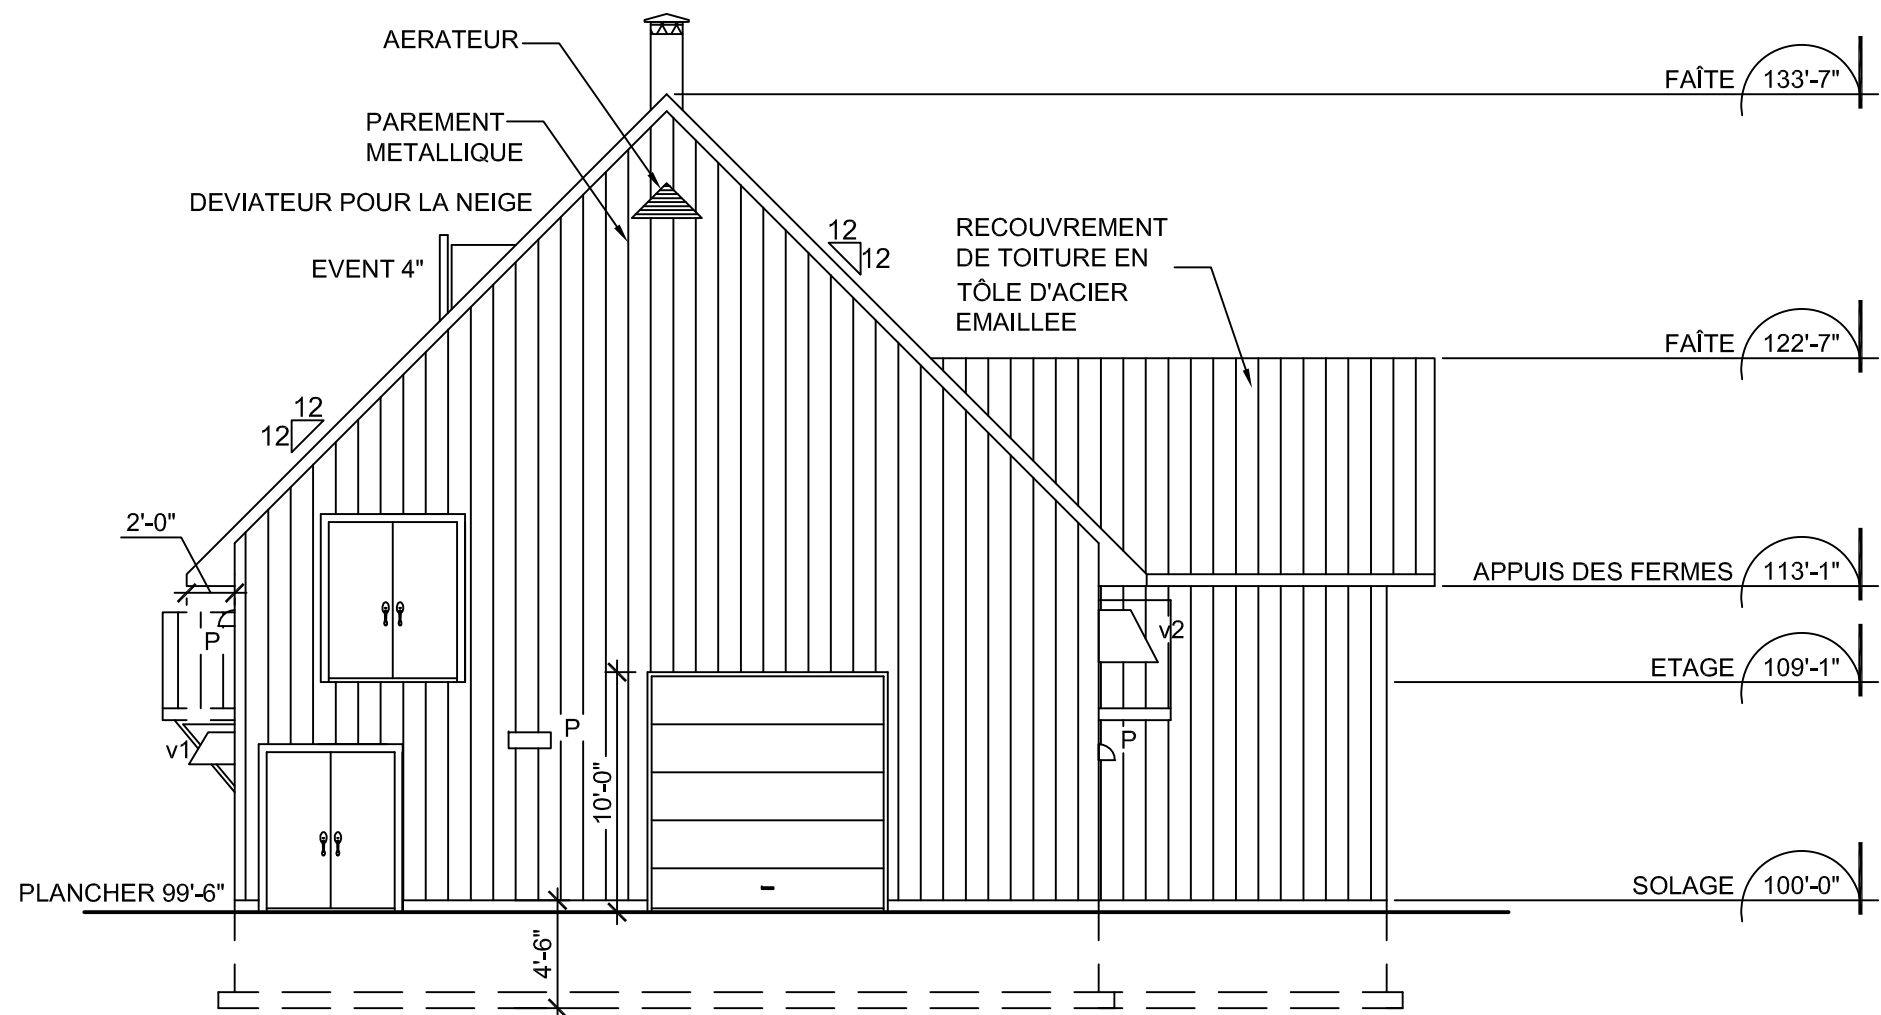 AERATEUR
FAÎTE 133'-7"
PAREMENT
METALLIQUE
DEVIATEUR POUR LA NEIGE
EVENT 4"
12
12
RECOUVREMENT
DE TOITURE EN
TÔLE D'ACIER
EMAILLEE
FAÎTE 122'-7"
12
12
2'-0"
APPUIS DES FERMES 113'-1"
P
v2
ETAGE 109'-1"
v1
P
P
10'-0"
PLANCHER 99'-6"
SOLAGE 100'-0"
4'-6"